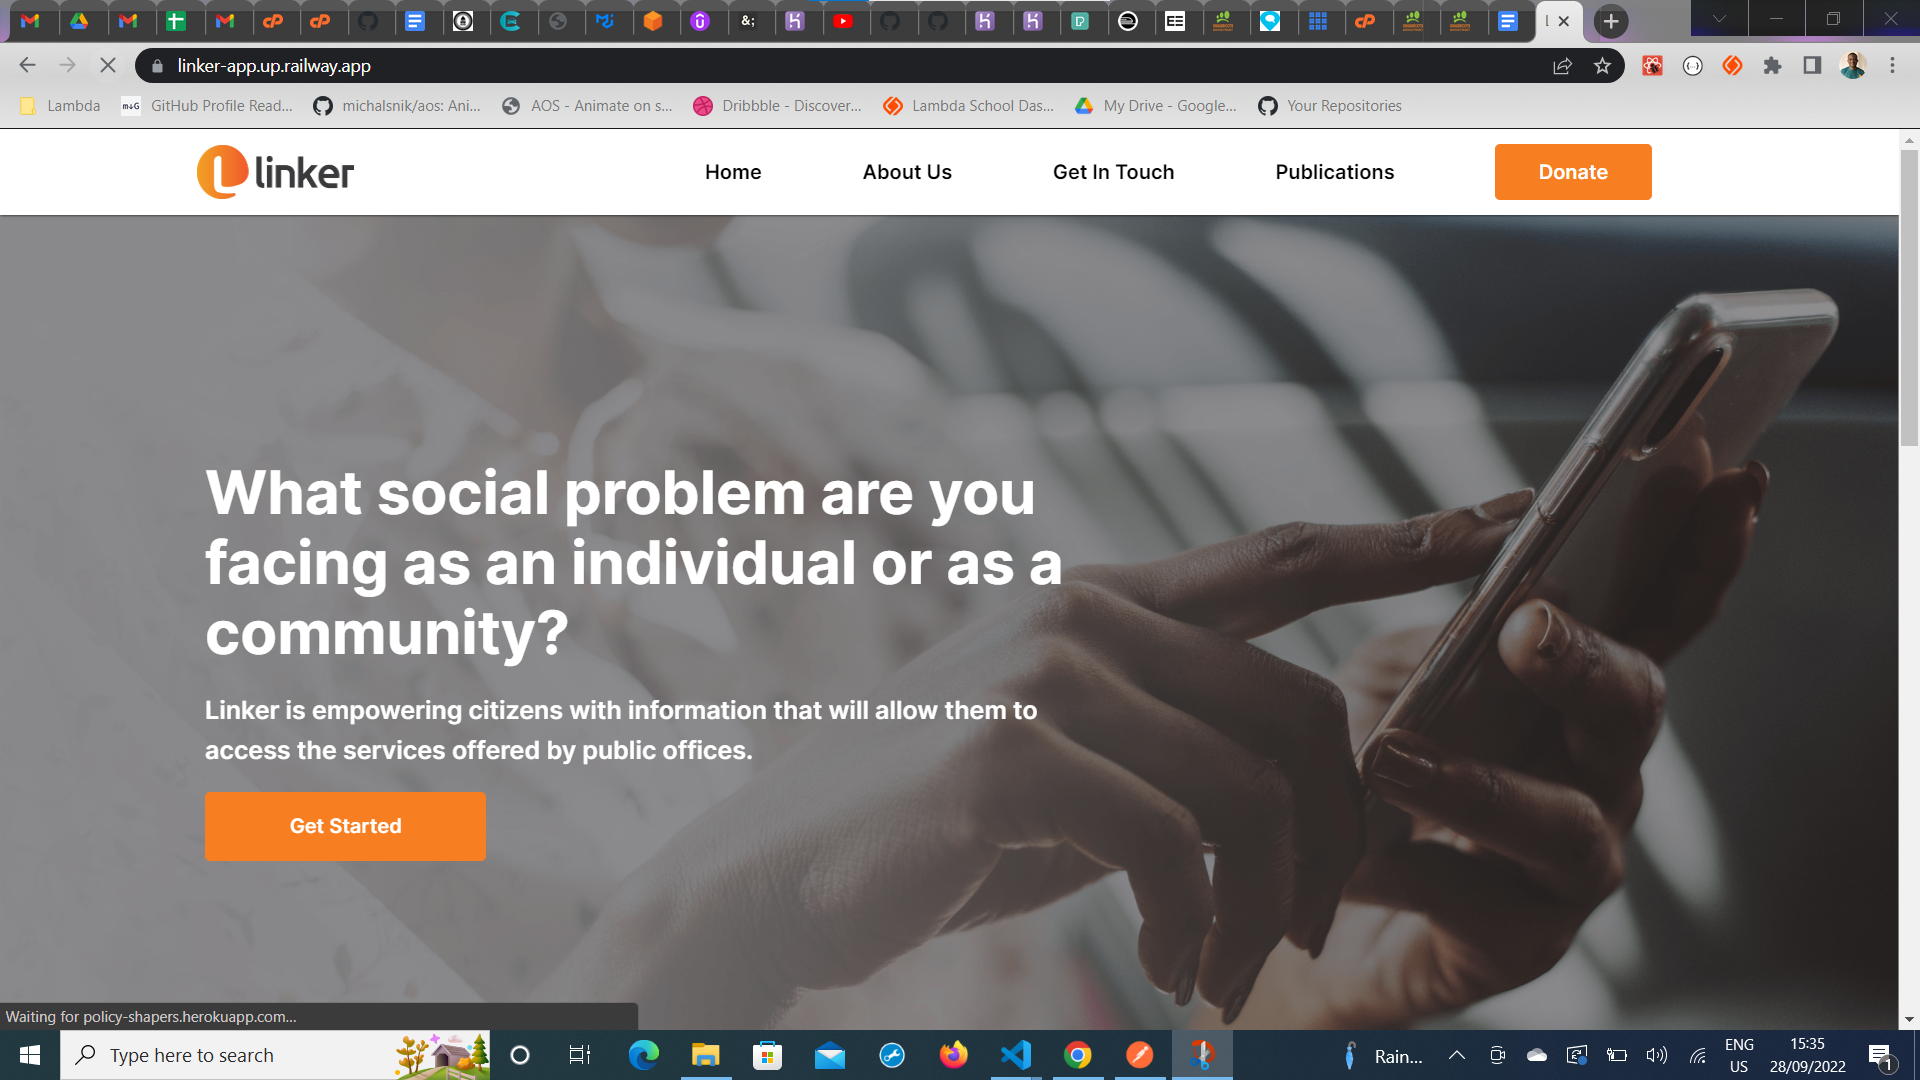 linker-app.up.railway.app
Lambda
GitHub Profile Read...
michalsnik/aos: Ani...
AOS - Animate on s...
Dribbble - Discover...
Lambda School Das...
My Drive - Google...
Your Repositories
linker
Home
About Us
Get In Touch
Publications
Donate
What social problem are you
facing as an individual or as a
community?
Linker is empowering citizens with information that will allow them to
access the services offered by public offices.
Get Started
Waiting for policy-shapers.herokuapp.com...
Type here to search
Rain...
ENG
US
15:35
28/09/2022
1